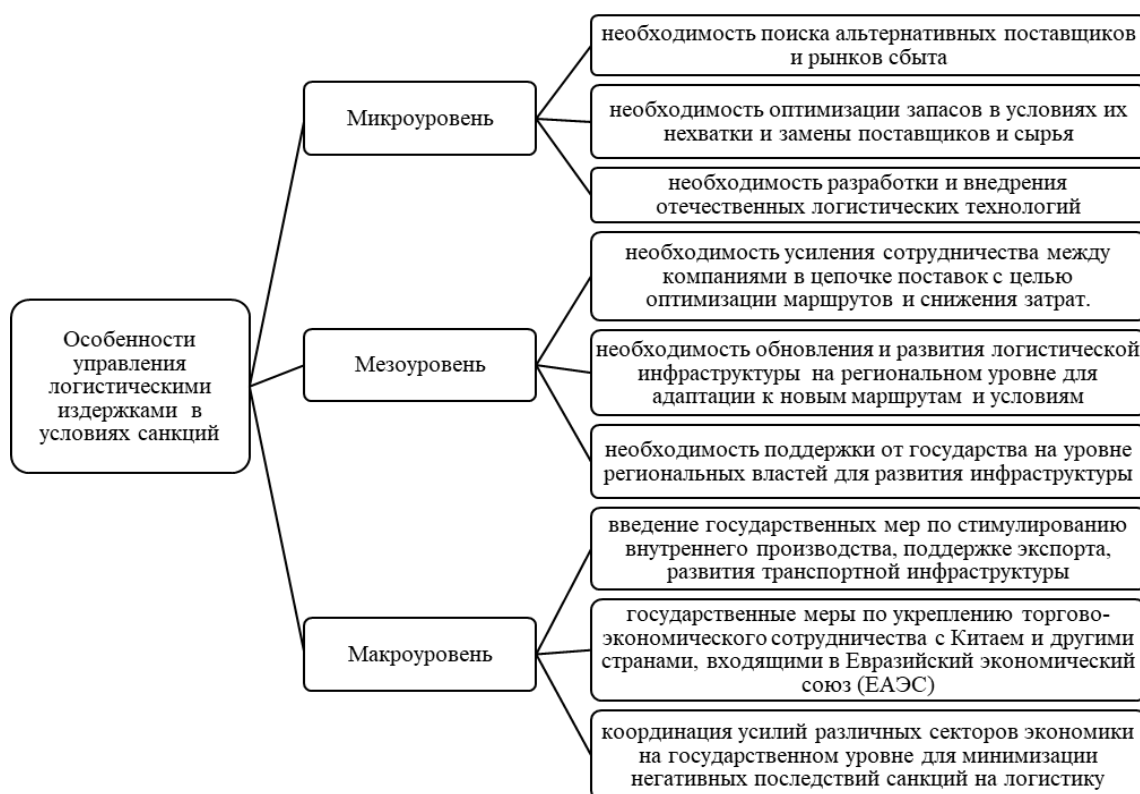 Особенности
управления
логистическими
издержками в
условиях санкций
Микроуровень
необходимость поиска альтернативных поставщиков
и рынков сбыта
необходимость оптимизации запасов в условиях их
нехватки и замены поставщиков и сырья
необходимость разработки и внедрения
отечественных логистических технологий
Мезоуровень
необходимость усиления сотрудничества между
компаниями в цепочке поставок с целью
оптимизации маршрутов и снижения затрат.
необходимость обновления и развития логистической
инфраструктуры на региональном уровне для
адаптации к новым маршрутам и условиям
необходимость поддержки от государства на уровне
региональных властей для развития инфраструктуры
Макроуровень
введение государственных мер по стимулированию
внутреннего производства, поддержке экспорта,
развития транспортной инфраструктуры
государственные меры по укреплению торгово-
экономического сотрудничества с Китаем и другими
странами, входящими в Евразийский экономический
союз (ЕАЭС)
координация усилий различных секторов экономики
на государственном уровне для минимизации
негативных последствий санкций на логистику